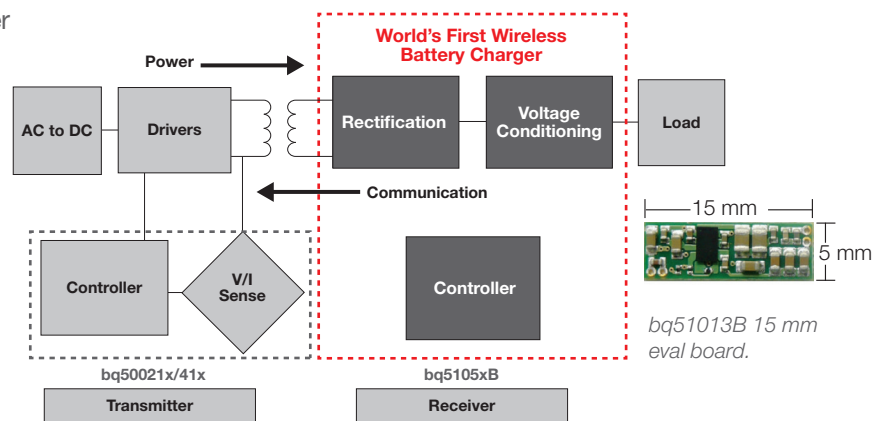 er
World's First Wireless
Battery Charger
Power
AC to DC
Drivers
Rectification
Voltage
Conditioning
Load
Communication
15 mm
5 mm
Controller
V/I
Sense
Controller
bq51013B 15 mm
eval board.
bq50021x/41x
bq5105xB
Transmitter
Receiver